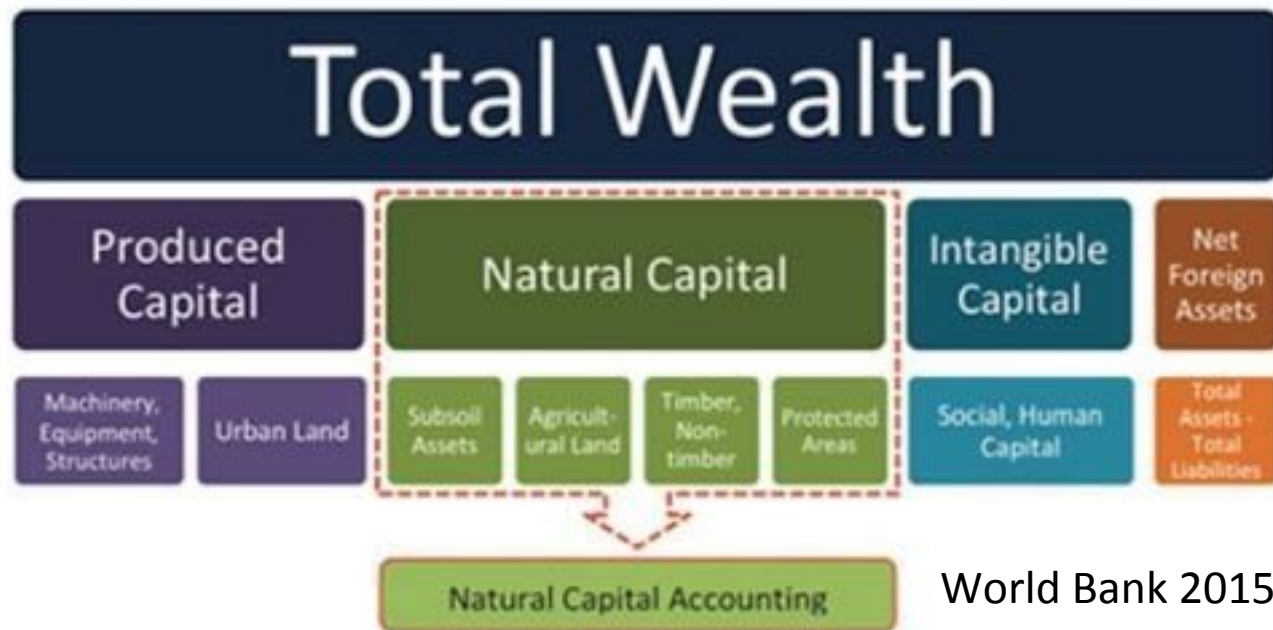 Total Wealth
Produced
Capital
Natural Capital
Intangible
Capital
Net
Foreign
Assets
Machinery,
Equipment,
Structures
Urban Land
Subsoil
Assets
Agricult-
ural Land
Timber,
Non-
timber
Protected
Areas
Social, Human
Capital
Total
Assets -
Total
Liabilities
Natural Capital Accounting
World Bank 2015